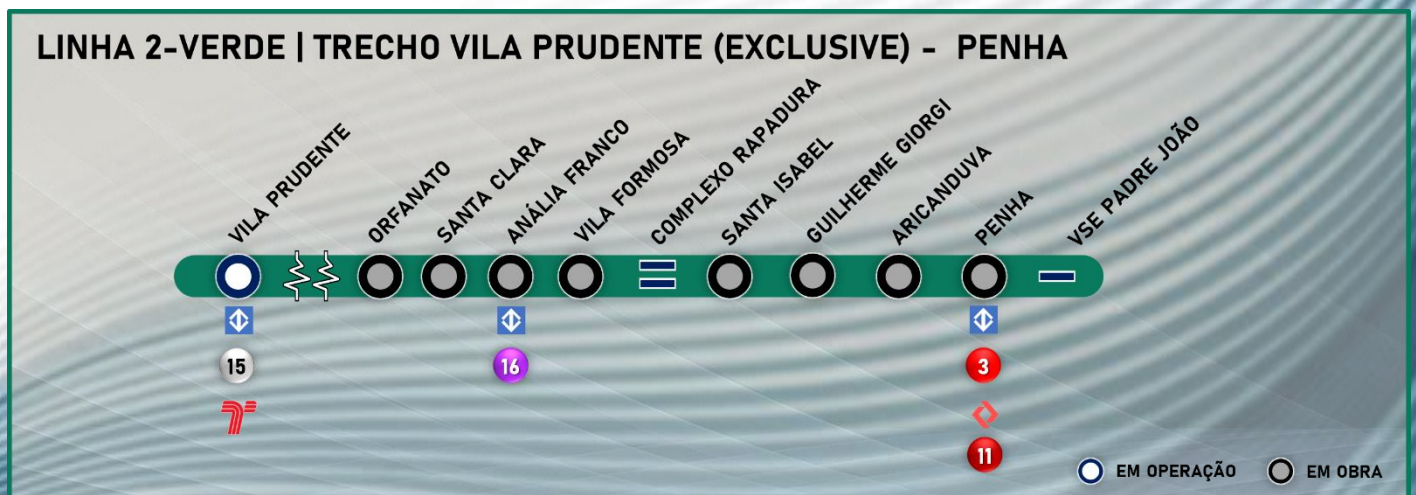 LINHA 2-VERDE | TRECHO VILA PRUDENTE (EXCLUSIVE) - PENHA
VILA PRUDENTE
ORFANATO
SANTA CLARA
ANÁLIA FRANCO
VILA FORMOSA
COMPLEXO RAPADURA
SANTA ISABEL
GUILHERME GIORGI
ARICANDUVA
PENHA
VSE PADRE JOÃO
15
16
3
11
EM OPERAÇÃO
EM OBRA